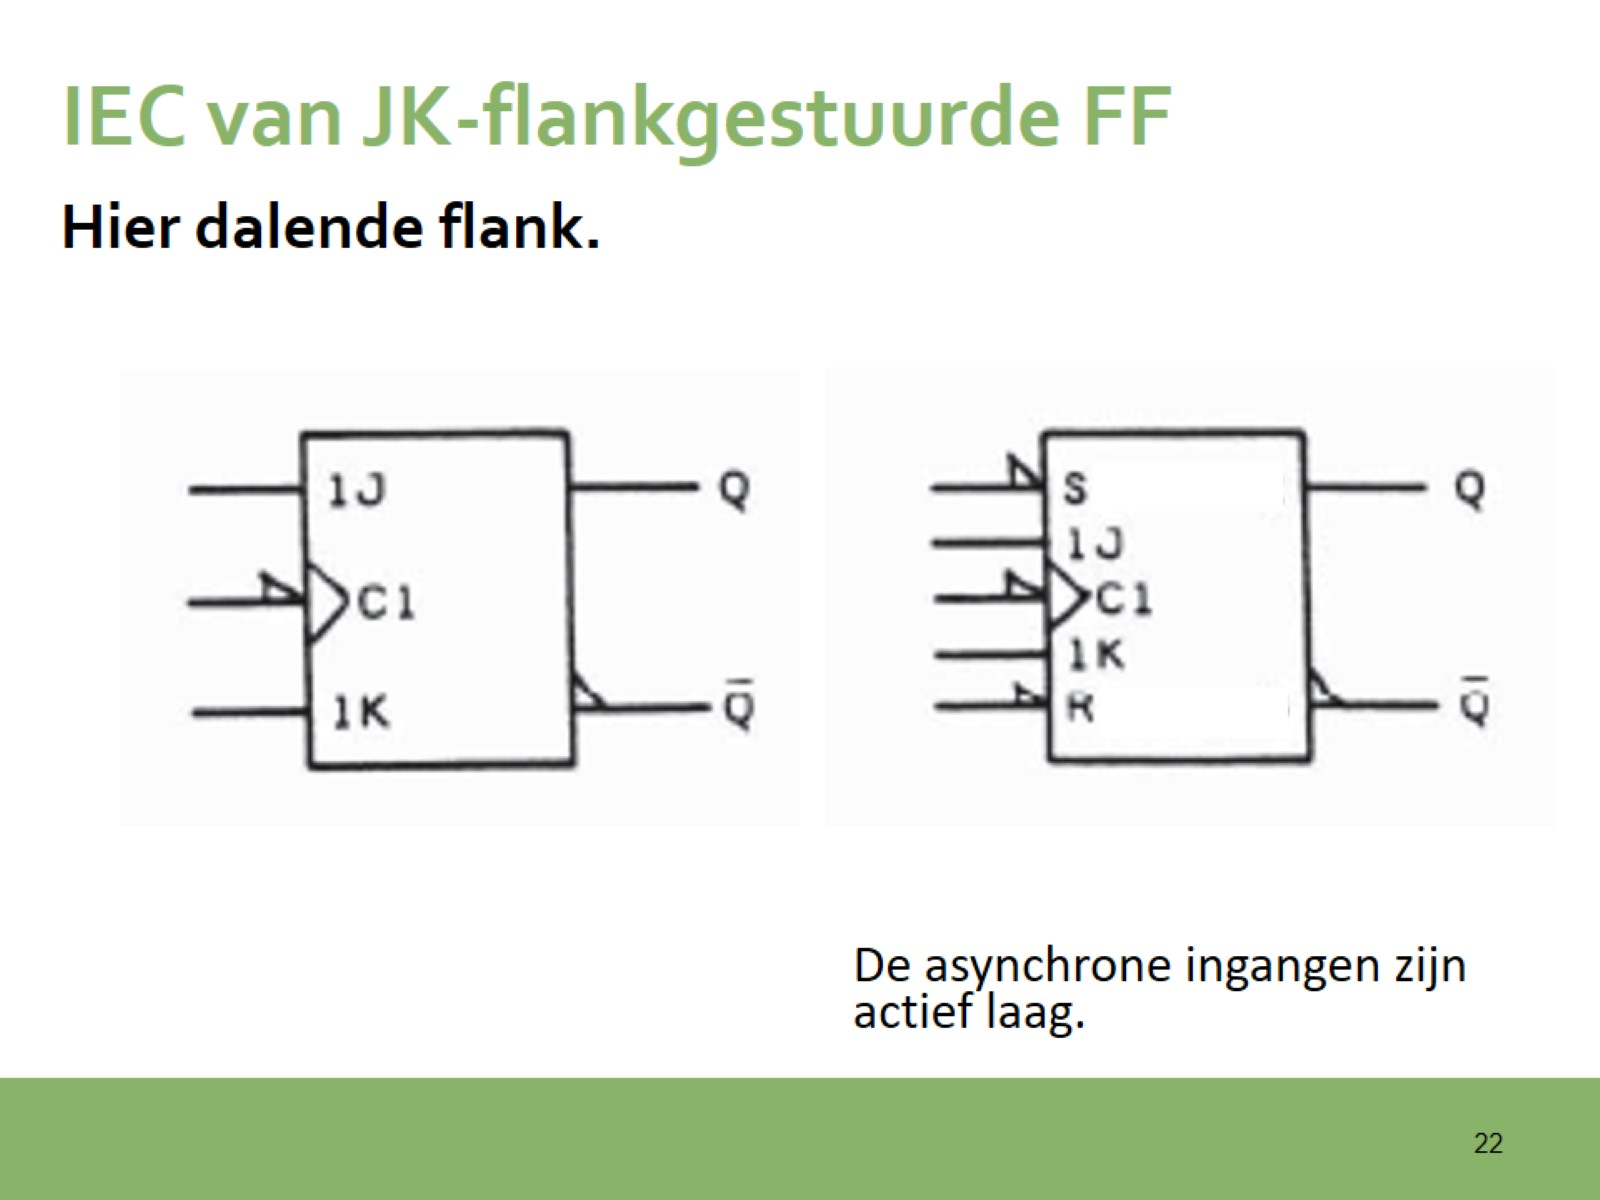 IEC van JK-flankgestuurde FF
Hier dalende flank.
1J
Q
C1
1K
Q̅
S
Q
1J
C1
1K
R
Q̅
De asynchrone ingangen zijn
actief laag.
22